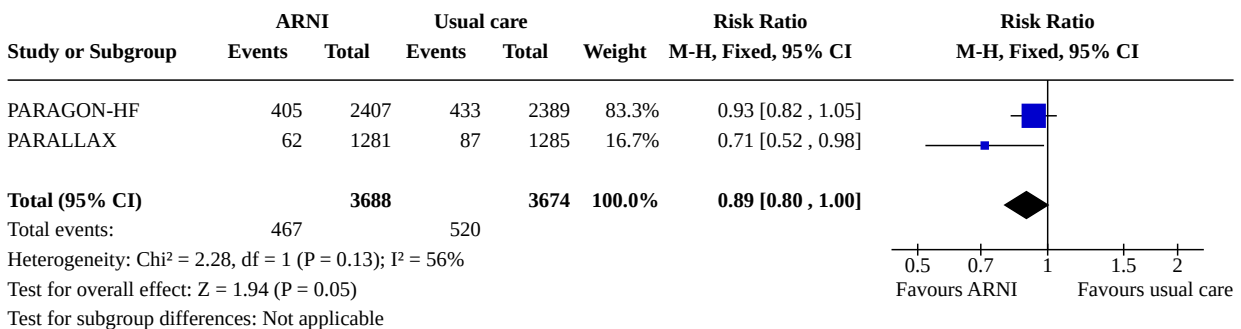 ARNI Usual care Risk Ratio Risk Ratio
Study or Subgroup Events Total Events Total Weight M-H, Fixed, 95% CI M-H, Fixed, 95% CI
PARAGON-HF 405 2407 433 2389 83.3% 0.93 [0.82 , 1.05]
PARALLAX 62 1281 87 1285 16.7% 0.71 [0.52 , 0.98]
Total (95% CI) 3688 3674 100.0% 0.89 [0.80 , 1.00]
Total events: 467 520
Heterogeneity: Chi² = 2.28, df = 1 (P = 0.13); I² = 56%
0.5 0.7 1 1.5 2
Test for overall effect: Z = 1.94 (P = 0.05) Favours ARNI Favours usual care
Test for subgroup differences: Not applicable